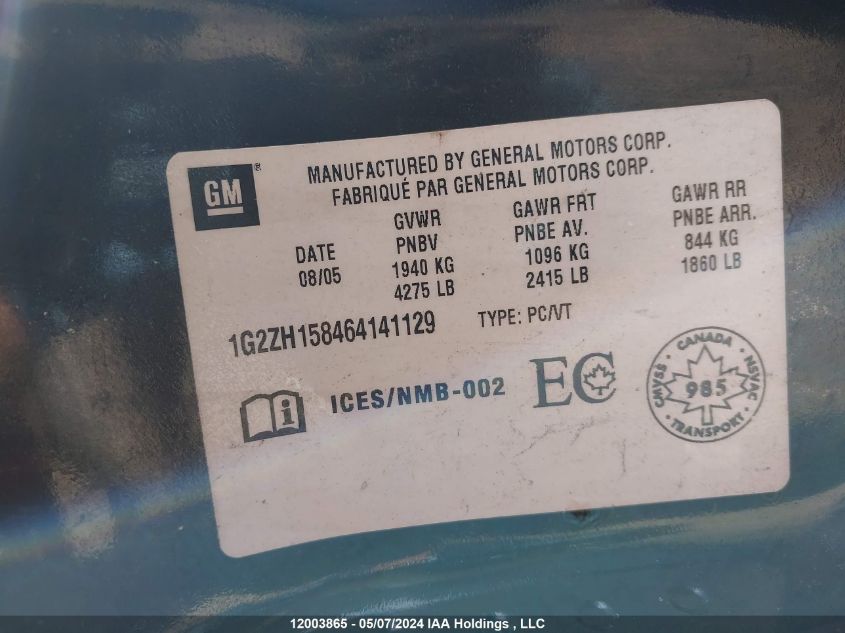 GM ®
MANUFACTURED BY GENERAL MOTORS CORP.
FABRIQUÉ PAR GENERAL MOTORS CORP.
DATE
08/05
GVWR
PNBV
1940 KG
4275 LB
GAWR FRT
PNBE AV.
1096 KG
2415 LB
GAWR RR
PNBE ARR.
844 KG
1860 LB
1G2ZH158464141129 TYPE: PC/VT
i ICES/NMB-002 EC
CANADA
CMVSS 985 NSVAC
TRANSPORT
12003865 - 05/07/2024 IAA Holdings , LLC